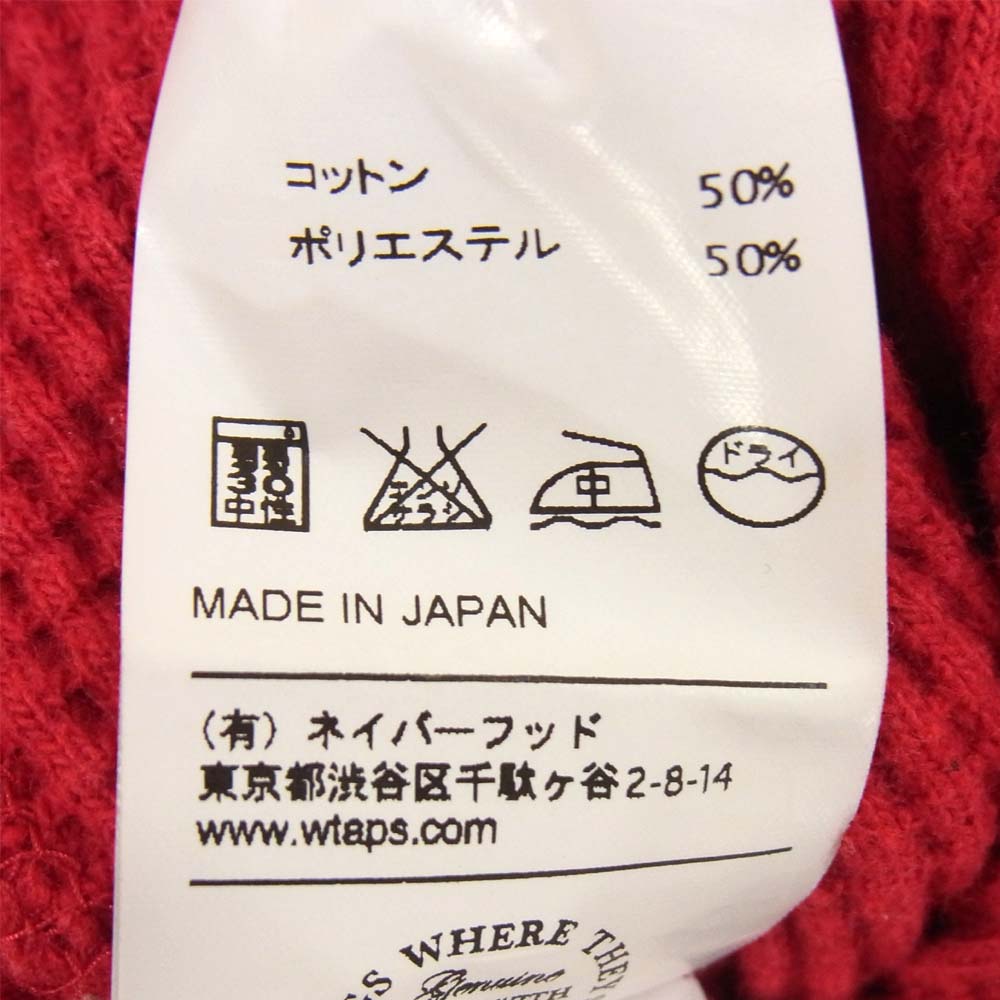 コットン 50%
ポリエステル 50%
中 中 ドライ
MADE IN JAPAN
(有) ネイバーフッド
東京都渋谷区千駄ヶ谷2-8-14
www.wtaps.com
WHERE THEY
Genuine